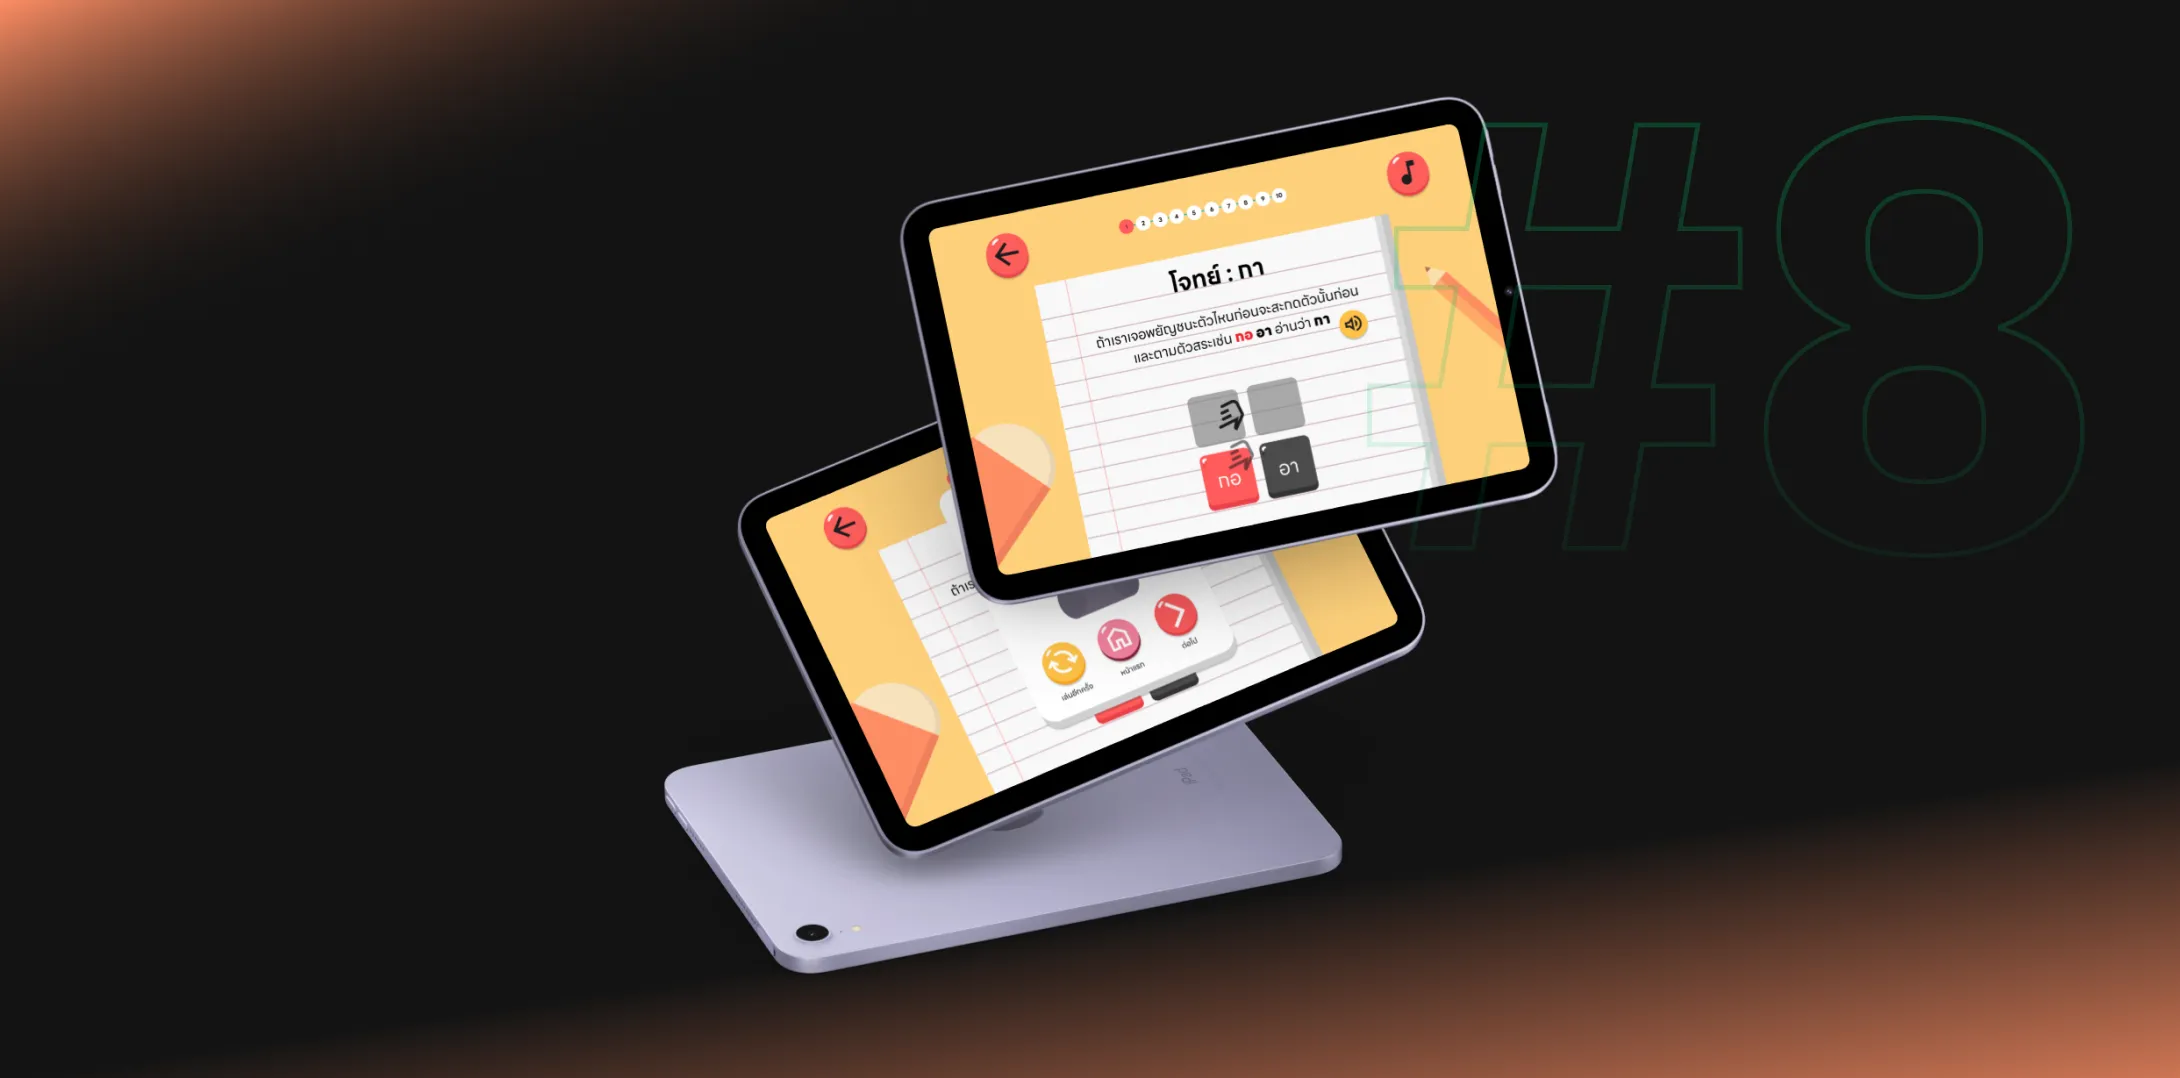 #8
1 2 3 4 5 6 7 8 9 10
โจทย์ : กา
ถ้าเราเจอพยัญชนะตัวไหนก่อนจะสะกดตัวนั้นก่อน
และตามตัวสระเช่น กอ อา อ่านว่า กา
กอ อา
ถ้าเร
เล่นอีกครั้ง
หน้าแรก
ต่อไป
iPad